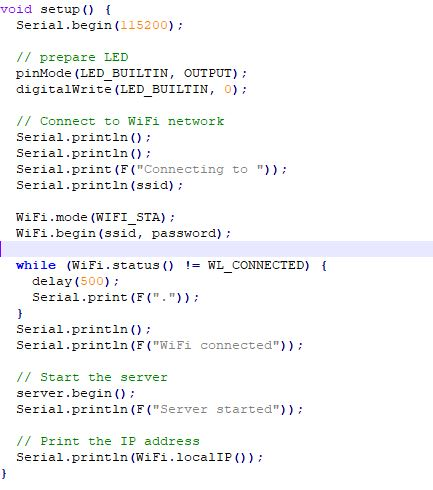 void setup() {
  Serial.begin(115200);

  // prepare LED
  pinMode(LED_BUILTIN, OUTPUT);
  digitalWrite(LED_BUILTIN, 0);

  // Connect to WiFi network
  Serial.println();
  Serial.println();
  Serial.print(F("Connecting to "));
  Serial.println(ssid);

  WiFi.mode(WIFI_STA);
  WiFi.begin(ssid, password);

  while (WiFi.status() != WL_CONNECTED) {
    delay(500);
    Serial.print(F("."));
  }
  Serial.println();
  Serial.println(F("WiFi connected"));

  // Start the server
  server.begin();
  Serial.println(F("Server started"));

  // Print the IP address
  Serial.println(WiFi.localIP());
}